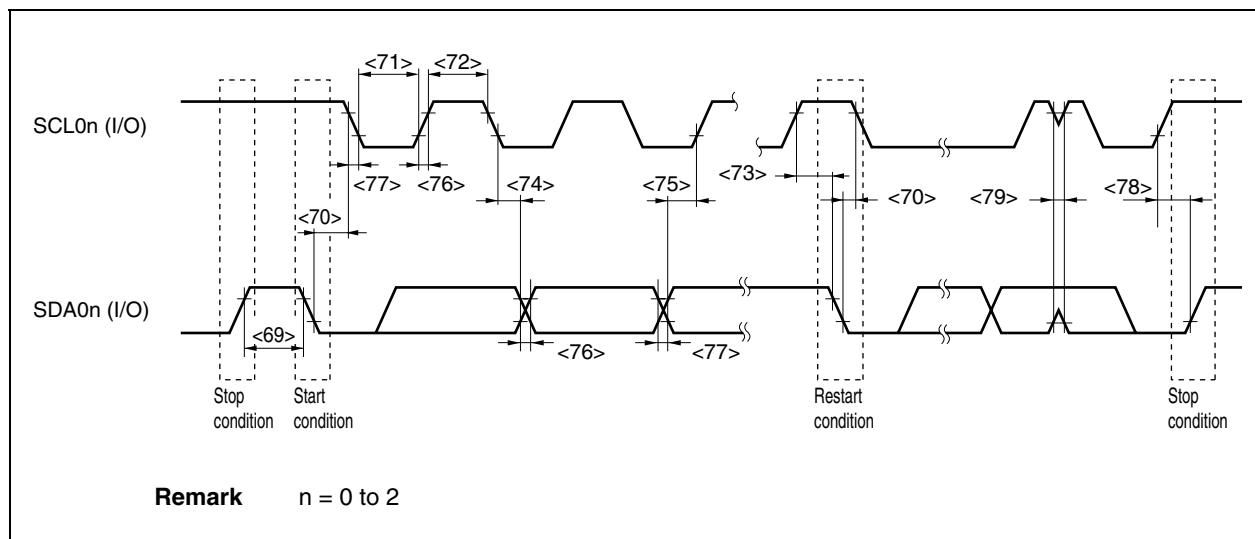 <71> <72>
SCL0n (I/O)
<77> <76> <74> <75> <73> <70> <79> <78>
<70>
SDA0n (I/O)
<69>
<76> <77>
Stop condition
Start condition
Restart condition
Stop condition
Remark n = 0 to 2